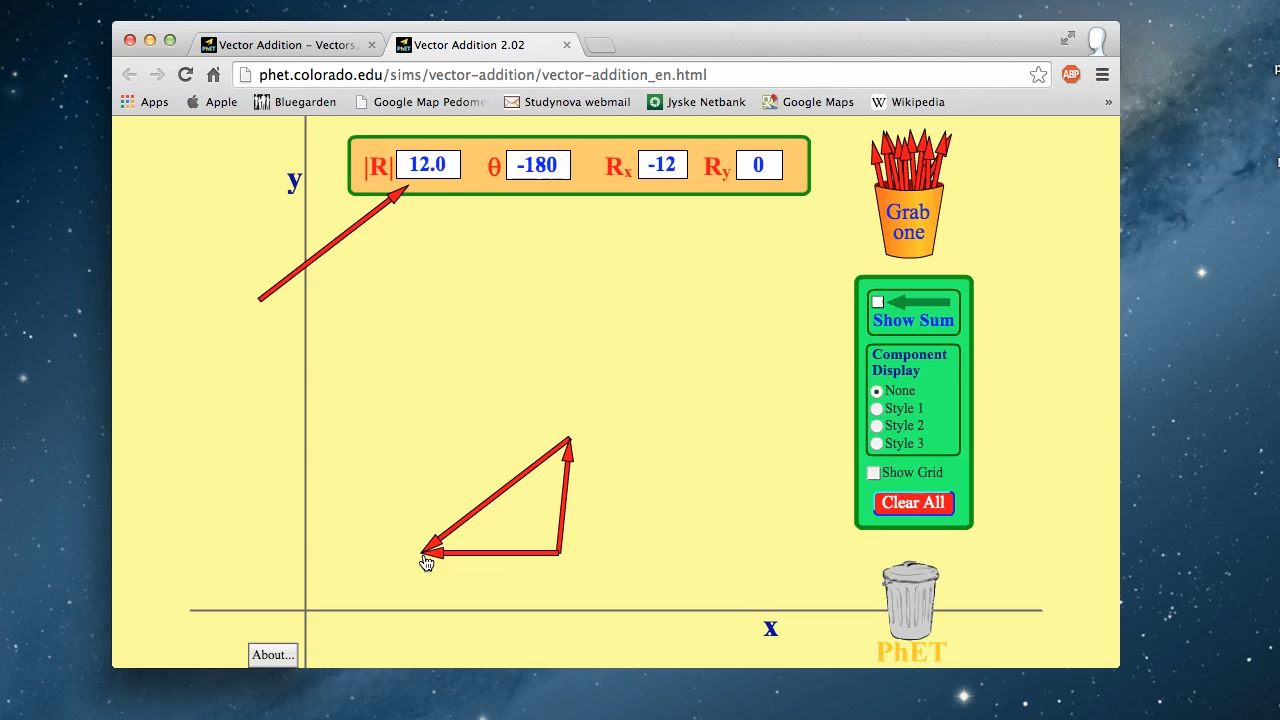 Vector Addition – Vectors,
Vector Addition 2.02
phet.colorado.edu/sims/vector-addition/vector-addition_en.html
ABP
Apps
Apple
Bluegarden
Google Map Pedome
Studynova webmail
Jyske Netbank
Google Maps
W Wikipedia
»
y
|R| 12.0 θ -180 Rx -12 Ry 0
Grab
one
Show Sum
Component
Display
None
Style 1
Style 2
Style 3
Show Grid
Clear All
x
About...
PhET